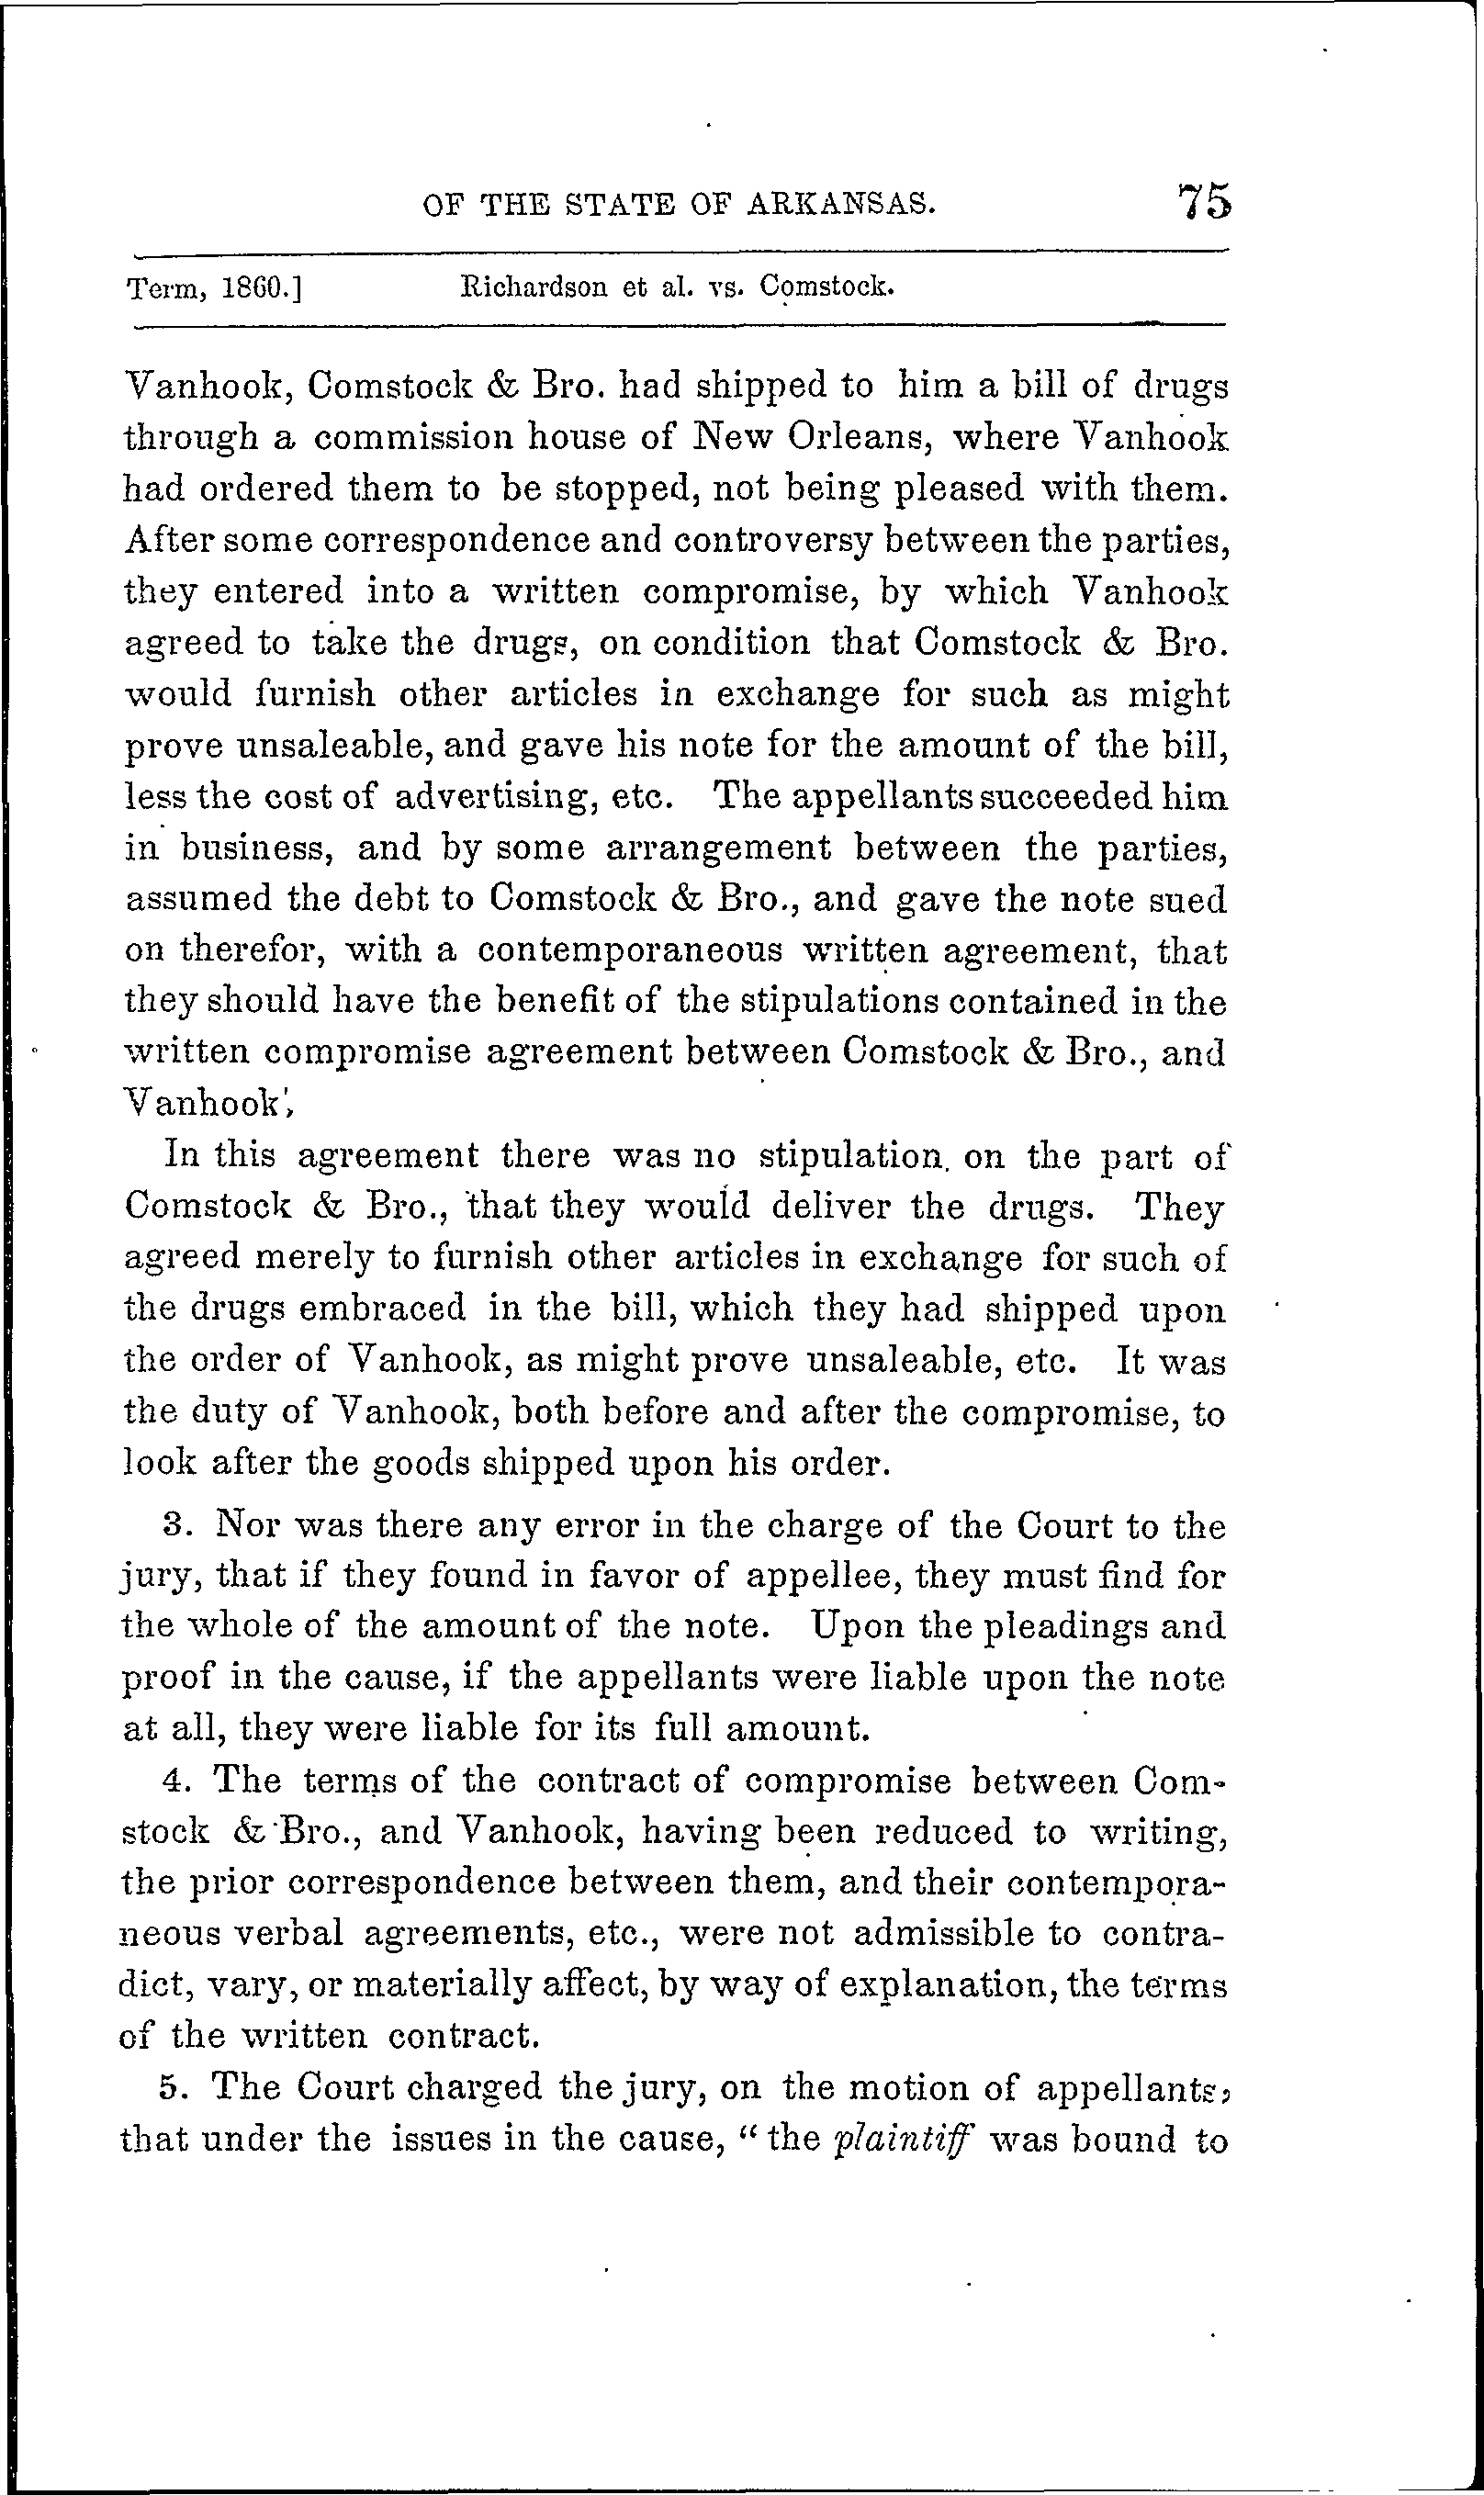 OF THE STATE OF ARKANSAS. 75
Term, 1860.] Richardson et al. vs. Comstock.
Vanhook, Comstock & Bro. had shipped to him a bill of drugs
through a commission house of New Orleans, where Vanhook
had ordered them to be stopped, not being pleased with them.
After some correspondence and controversy between the parties,
they entered into a written compromise, by which Vanhook
agreed to take the drugs, on condition that Comstock & Bro.
would furnish other articles in exchange for such as might
prove unsaleable, and gave his note for the amount of the bill,
less the cost of advertising, etc. The appellants succeeded him
in business, and by some arrangement between the parties,
assumed the debt to Comstock & Bro., and gave the note sued
on therefor, with a contemporaneous written agreement, that
they should have the benefit of the stipulations contained in the
written compromise agreement between Comstock & Bro., and
Vanhook,
In this agreement there was no stipulation. on the part of
Comstock & Bro., that they would deliver the drugs. They
agreed merely to furnish other articles in exchange for such of
the drugs embraced in the bill, which they had shipped upon
the order of Vanhook, as might prove unsaleable, etc. It was
the duty of Vanhook, both before and after the compromise, to
look after the goods shipped upon his order.
3. Nor was there any error in the charge of the Court to the
jury, that if they found in favor of appellee, they must find for
the whole of the amount of the note. Upon the pleadings and
proof in the cause, if the appellants were liable upon the note
at all, they were liable for its full amount.
4. The terms of the contract of compromise between Com-
stock & Bro., and Vanhook, having been reduced to writing,
the prior correspondence between them, and their contempora-
neous verbal agreements, etc., were not admissible to contra-
dict, vary, or materially affect, by way of explanation, the terms
of the written contract.
5. The Court charged the jury, on the motion of appellants,
that under the issues in the cause, "the plaintiff was bound to